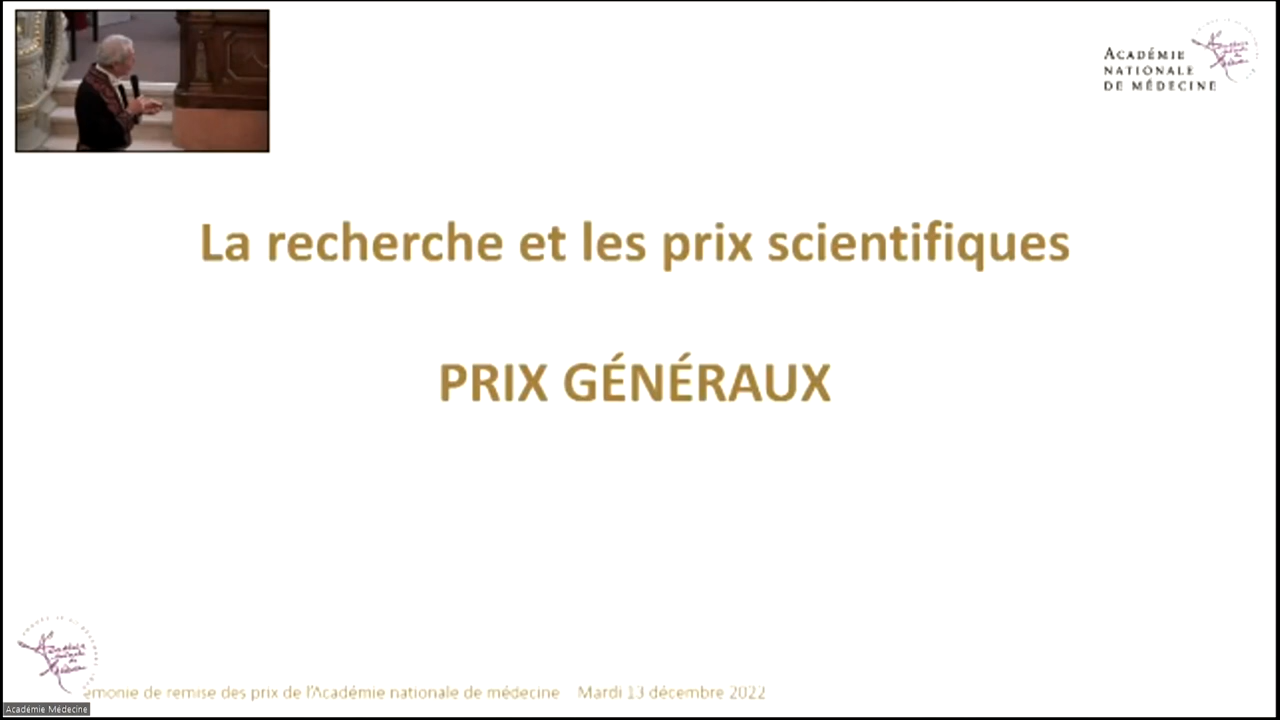 ACADÉMIE
NATIONALE
DE MÉDECINE
La recherche et les prix scientifiques
PRIX GÉNÉRAUX
émonie de remise des prix de l'Académie nationale de médecine Mardi 13 décembre 2022
Académie Médecine